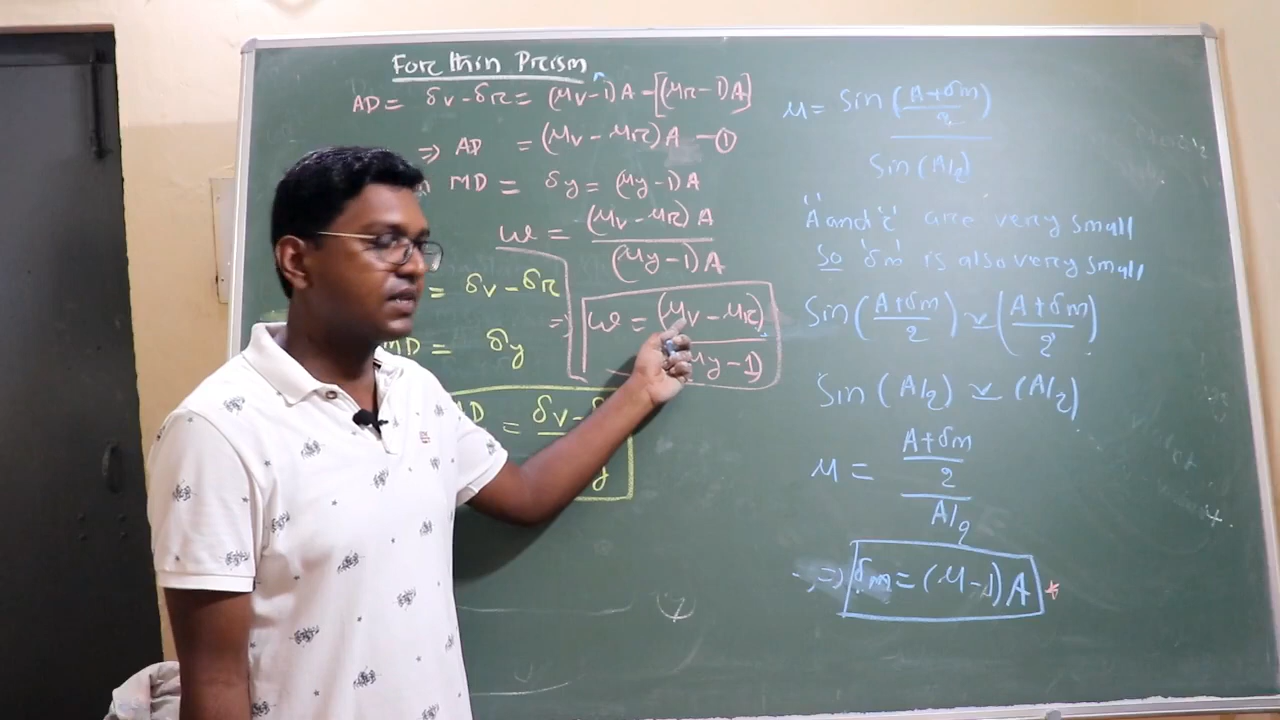 For thin Prism
AD = δv - δR = (μv-1)A - [(μR-1)A]
⇒ AD = (μv - μR)A - ①
MD = δy = (μy-1)A
ω = (μv - μR)A / (μy-1)A
= δv - δR
MD = δy
⇒ ω = (μv - μR) / (μy-1)
= δv - δ
μ = Sin((A+δm)/2) / Sin(A/2)
"A and 'i' are very small
So 'δm' is also very small
Sin((A+δm)/2) ≃ ((A+δm)/2)
Sin(A/2) ≃ (A/2)
μ = (A+δm)/2 / A/2
⇒ δm = (μ-1)A *